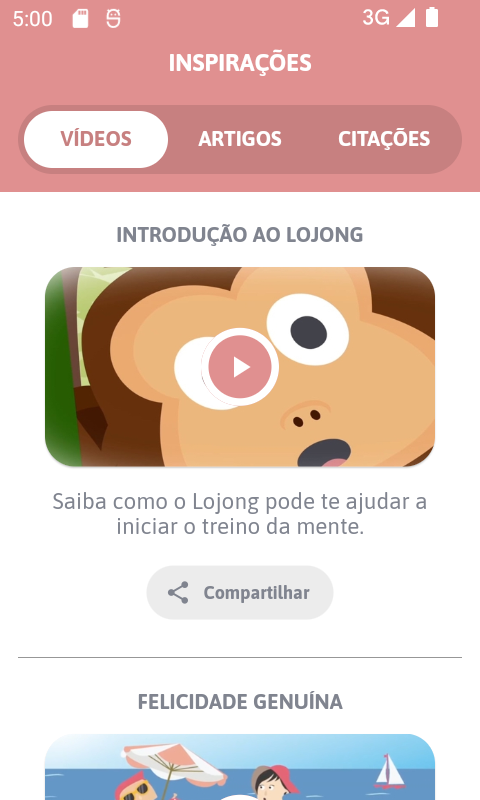 5:00
3G
INSPIRAÇÕES
VÍDEOS
ARTIGOS
CITAÇÕES
INTRODUÇÃO AO LOJONG
Saiba como o Lojong pode te ajudar a
iniciar o treino da mente.
Compartilhar
FELICIDADE GENUÍNA